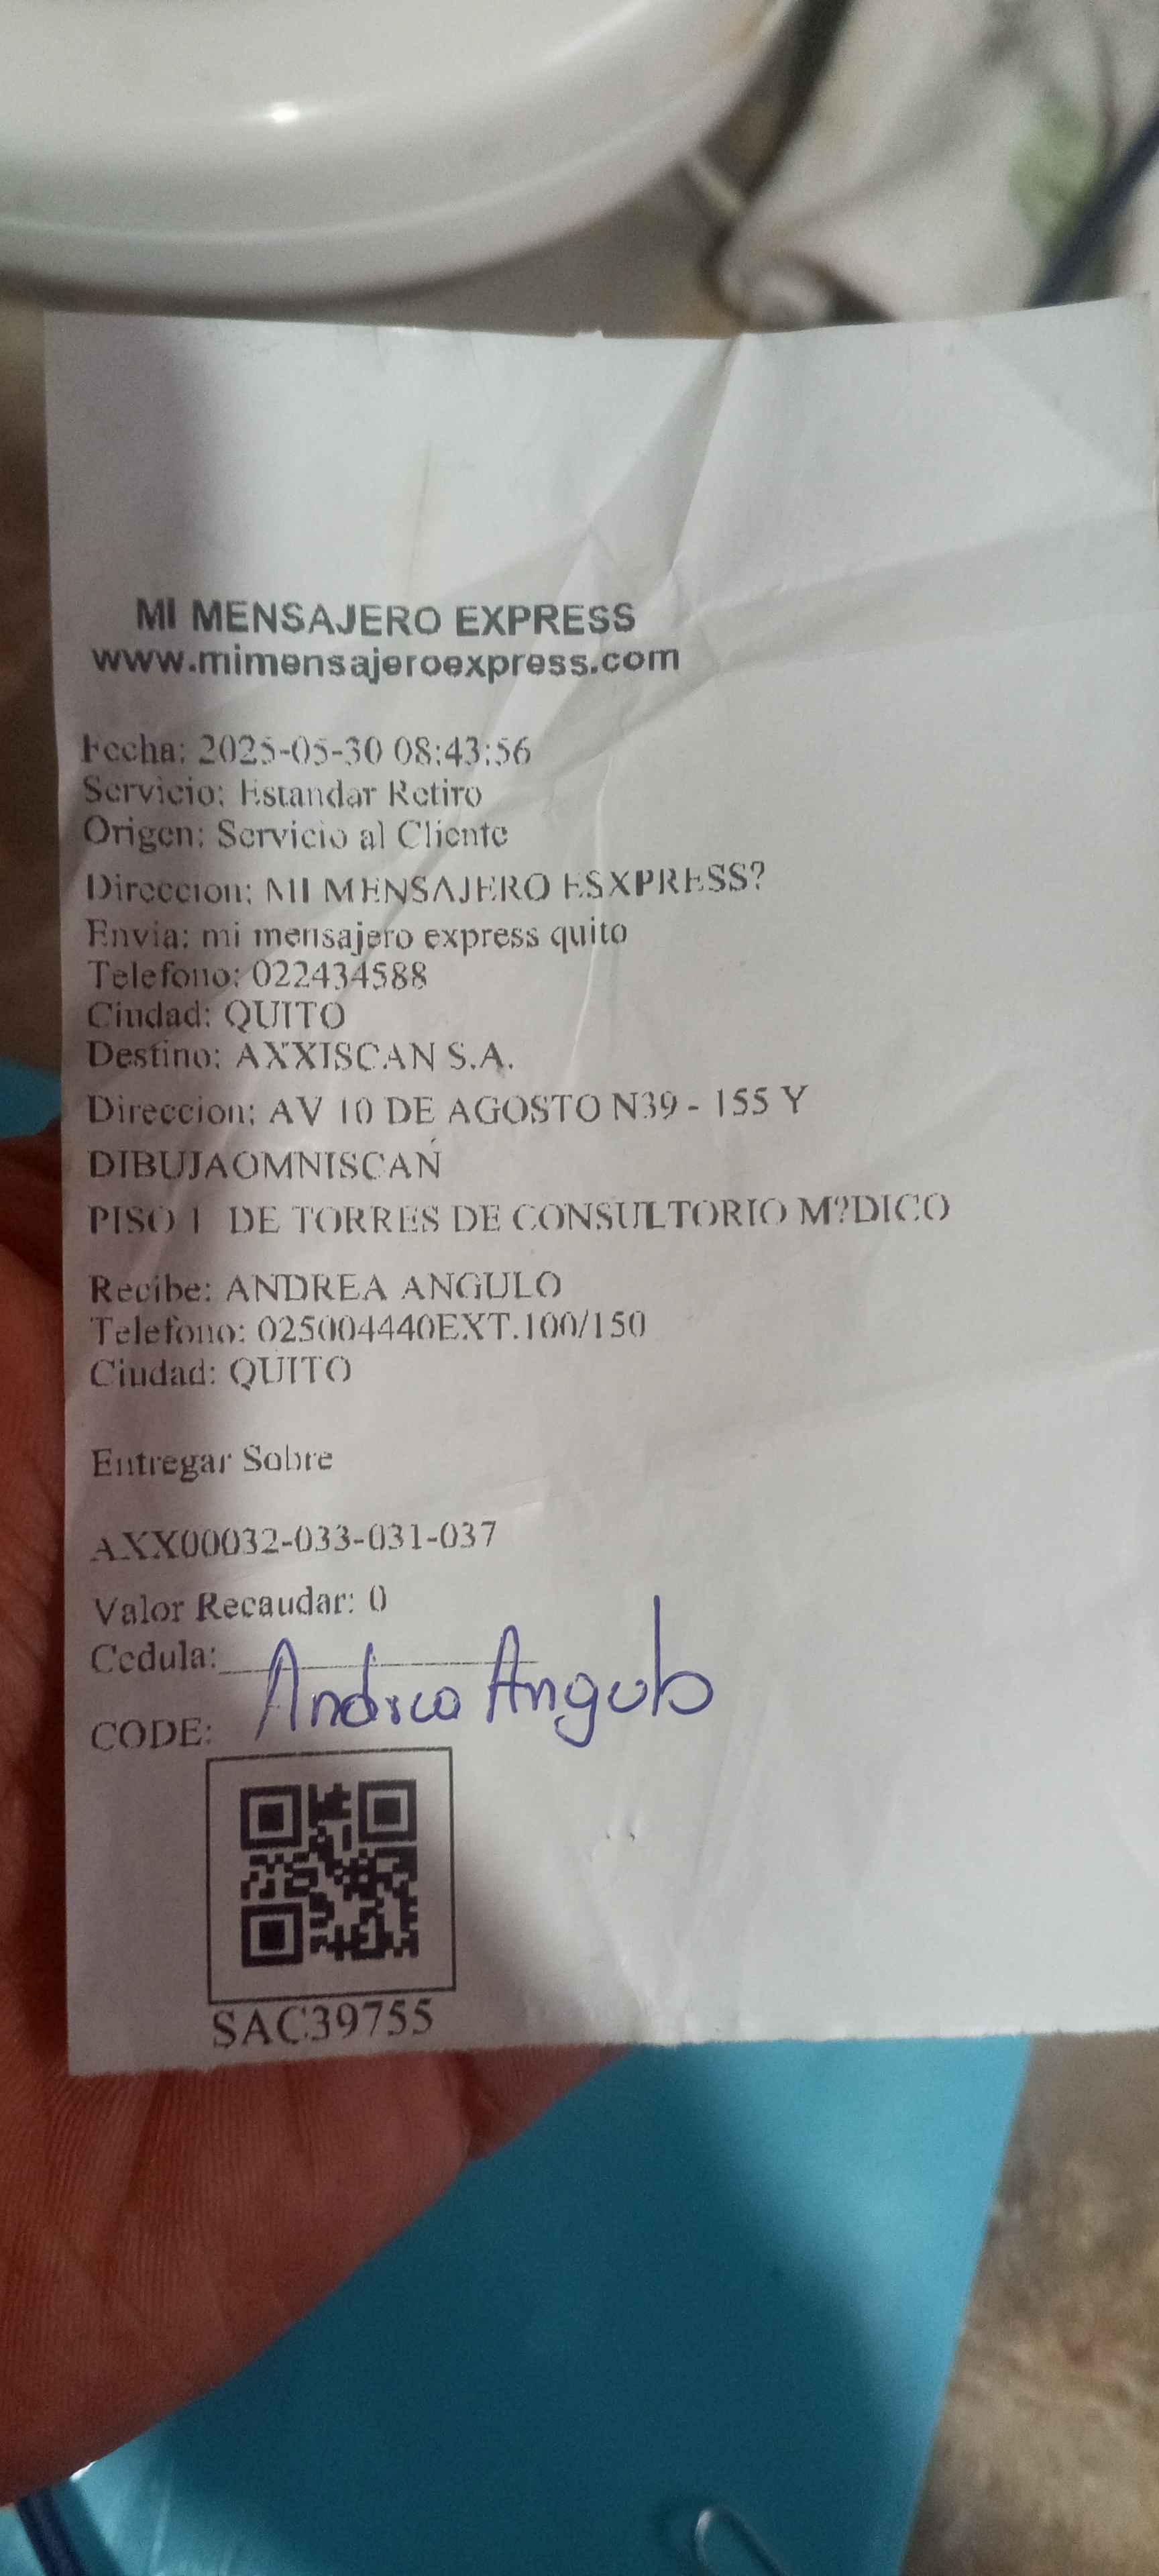 MI MENSAJERO EXPRESS
www.mimensajeroexpress.com
Fecha: 2025-05-30 08:43:56
Servicio: Estandar Retiro
Origen: Servicio al Cliente
Direccion: MI MENSAJERO ESXPRESS?
Envia: mi mensajero express quito
Telefono: 022434588
Ciudad: QUITO
Destino: AXXISCAN S.A.
Direccion: AV 10 DE AGOSTO N39 - 155 Y
DIBUJAOMNISCAN
PISO 1 DE TORRES DE CONSULTORIO M?DICO
Recibe: ANDREA ANGULO
Telefono: 025004440EXT.100/150
Ciudad: QUITO
Entregar Sobre
AXX00032-033-031-037
Valor Recaudar: 0
Cedula:
Andrea Angulo
CODE:
SAC39755